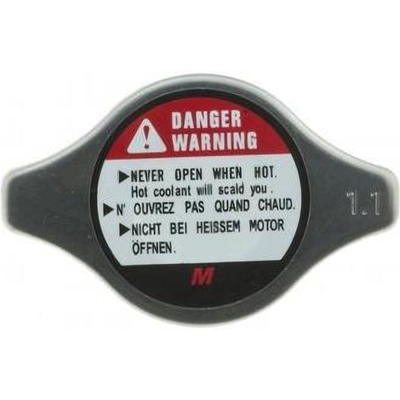 DANGER
WARNING
▶NEVER OPEN WHEN HOT.
Hot coolant will scald you.
▶N' OUVREZ PAS QUAND CHAUD.
▶NICHT BEI HEISSEM MOTOR
ÖFFNEN.
M
1.1